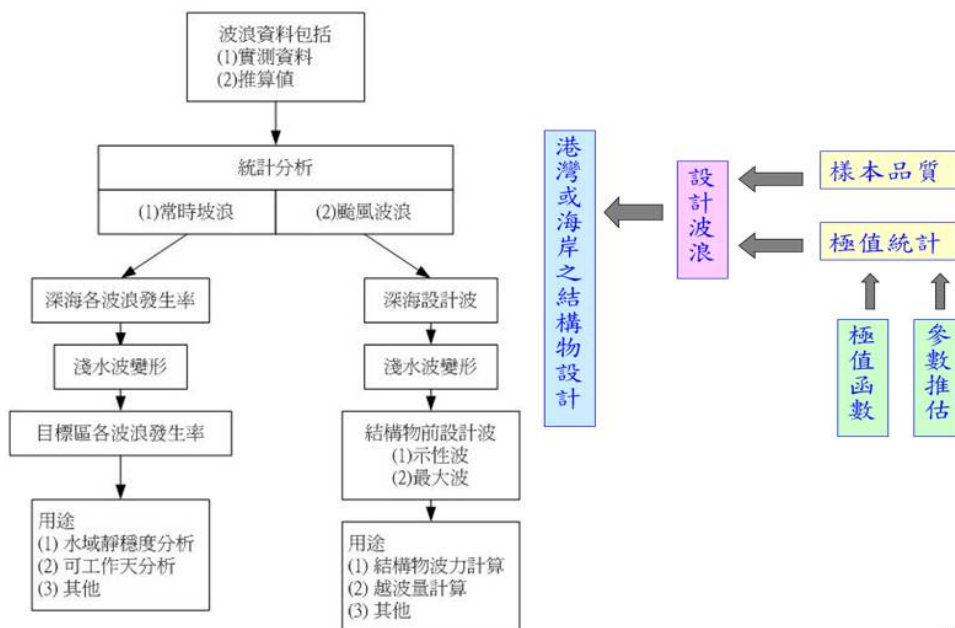 波浪資料包括
(1)實測資料
(2)推算值
統計分析
(1)常時坡浪
(2)颱風波浪
深海各波浪發生率
深海設計波
淺水波變形
淺水波變形
目標區各波浪發生率
結構物前設計波
(1)示性波
(2)最大波
用途
(1) 水域靜穩度分析
(2) 可工作天分析
(3) 其他
用途
(1) 結構物波力計算
(2) 越波量計算
(3) 其他
港灣或海岸之結構物設計
設計波浪
樣本品質
極值統計
極值函數
參數推估